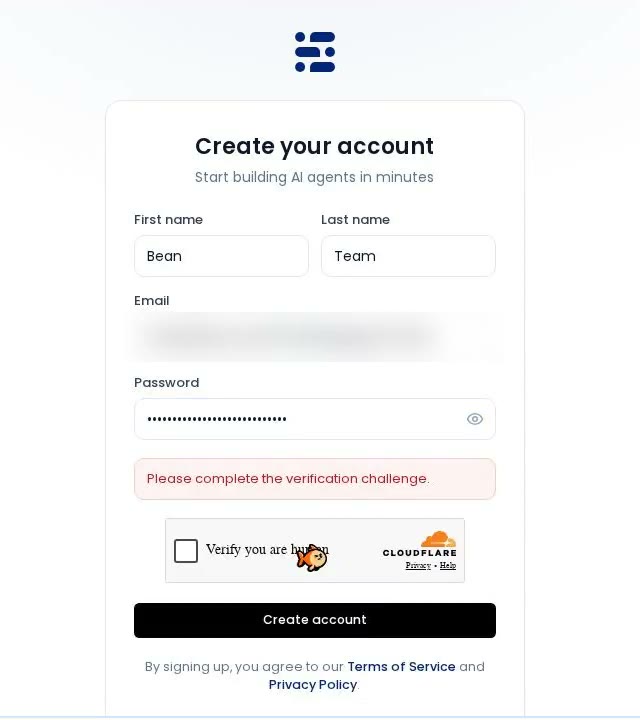 Create your account
Start building AI agents in minutes
First name Last name
Bean Team
Email
Password
••••••••••••••••••••••••••••
Please complete the verification challenge.
Verify you are human
CLOUDFLARE
Privacy • Help
Create account
By signing up, you agree to our Terms of Service and
Privacy Policy.